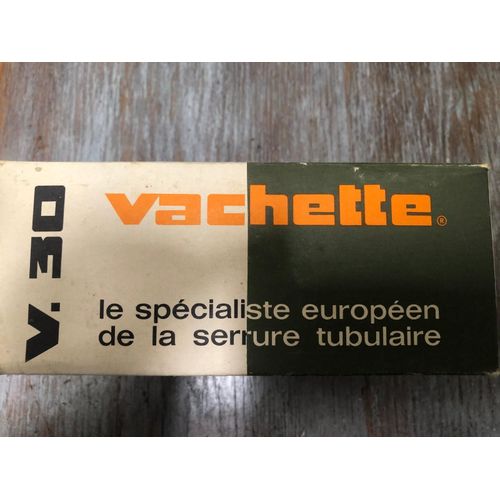 V. 30
vachette®
le spécialiste européen
de la serrure tubulaire